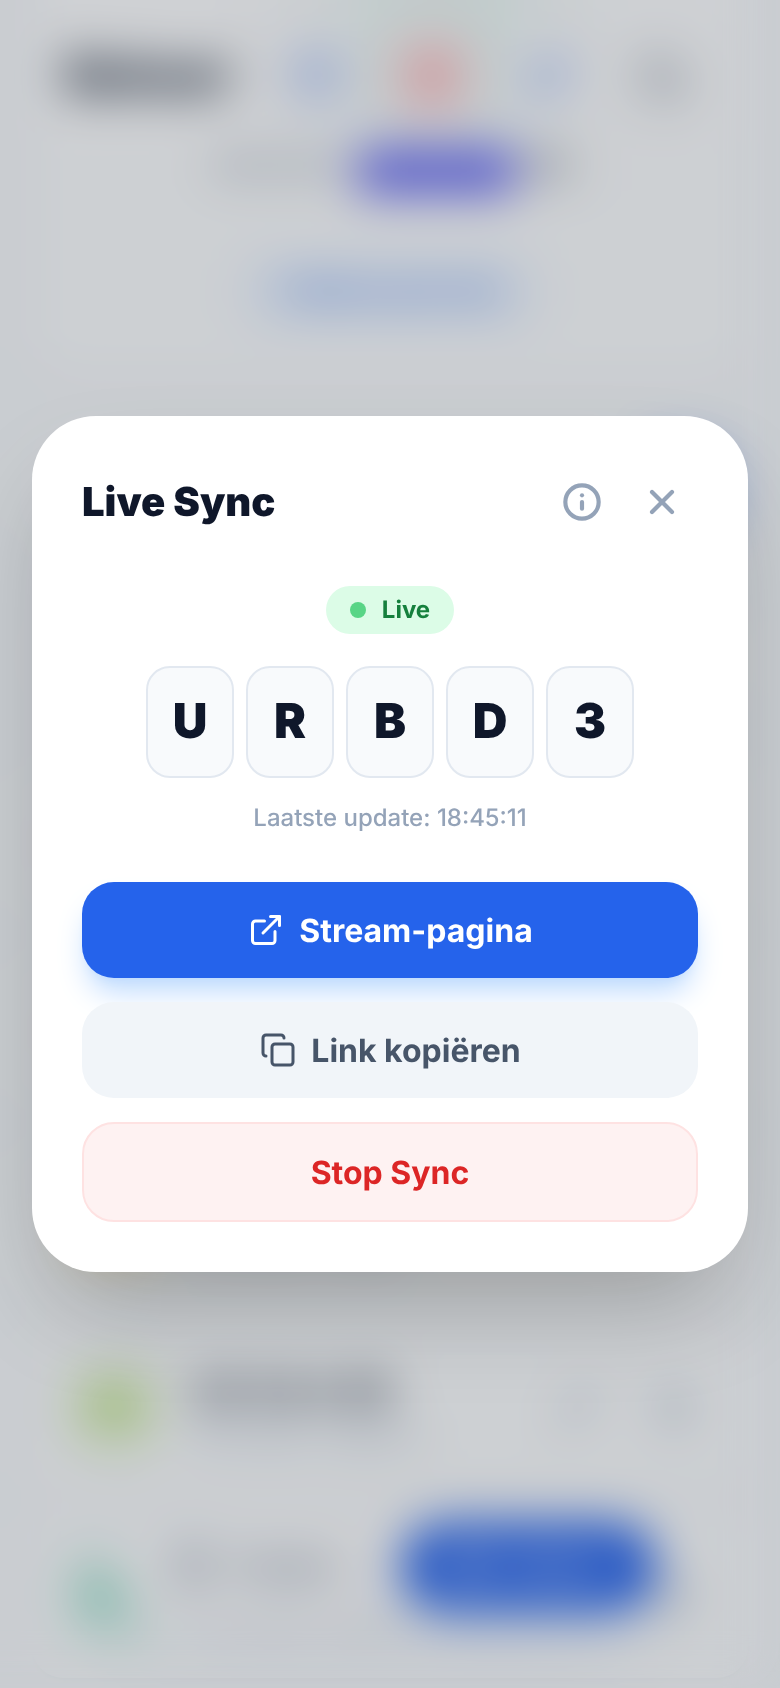 Live Sync
Live
U R B D 3
Laatste update: 18:45:11
Stream-pagina
Link kopiëren
Stop Sync